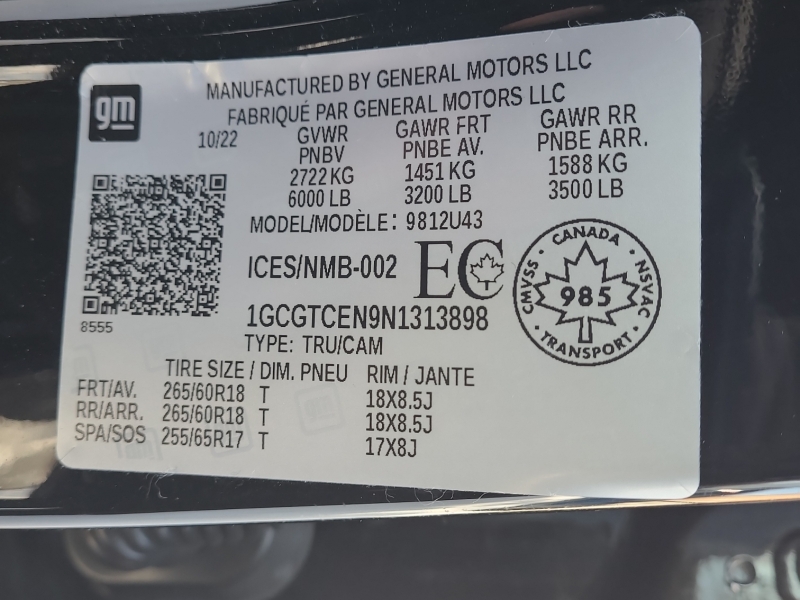 gm
MANUFACTURED BY GENERAL MOTORS LLC
FABRIQUÉ PAR GENERAL MOTORS LLC
10/22
GVWR GAWR FRT GAWR RR
PNBV PNBE AV. PNBE ARR.
2722 KG 1451 KG 1588 KG
6000 LB 3200 LB 3500 LB
MODEL/MODÈLE: 9812U43
ICES/NMB-002 EC
CANADA
CMVSS 985 NSVAC
TRANSPORT
8555
1GCGTCEN9N1313898
TYPE: TRU/CAM
TIRE SIZE / DIM. PNEU RIM / JANTE
FRT/AV. 265/60R18 T 18X8.5J
RR/ARR. 265/60R18 T 18X8.5J
SPA/SOS 255/65R17 T 17X8J